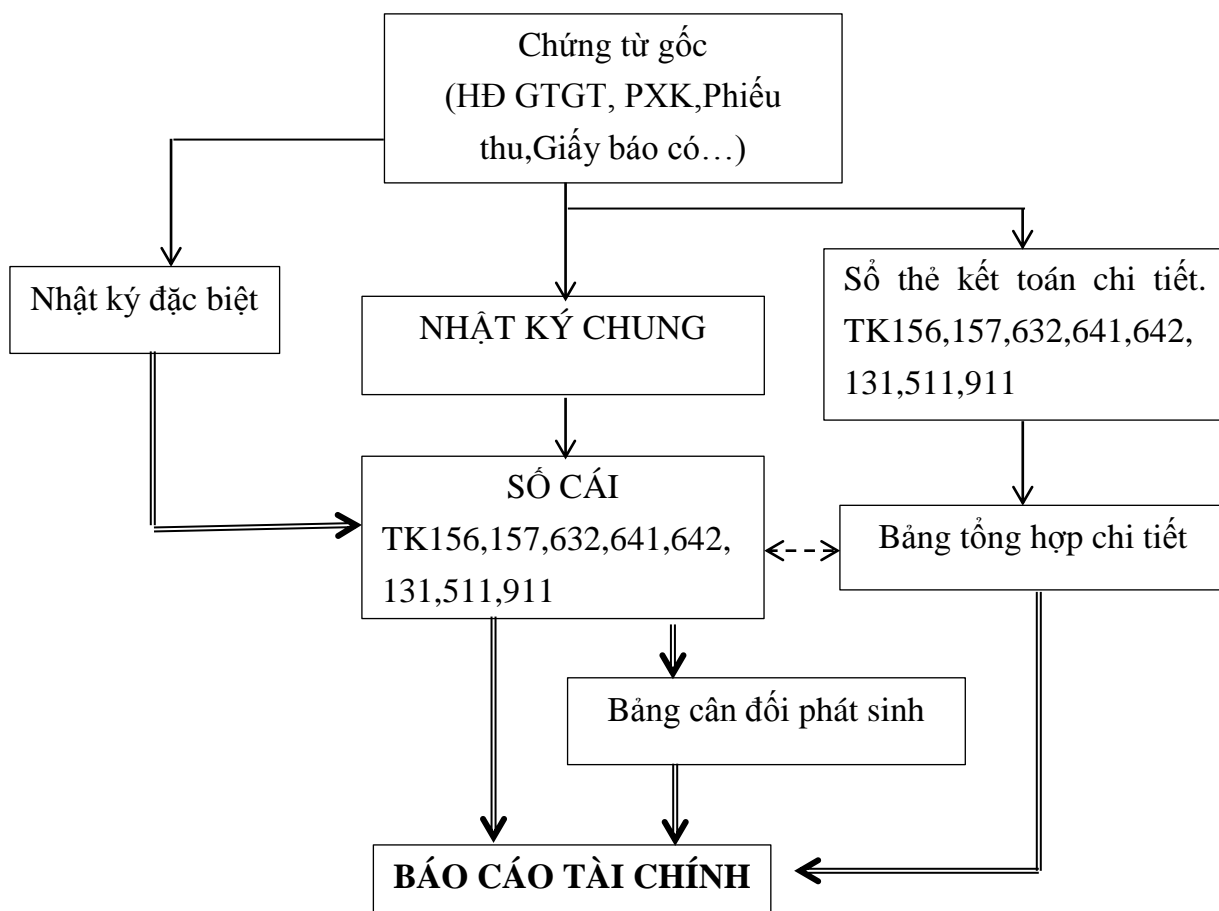 Chứng từ gốc
(HĐ GTGT, PXK,Phiếu
thu,Giấy báo có…)
Nhật ký đặc biệt
NHẬT KÝ CHUNG
Sổ thẻ kết toán chi tiết.
TK156,157,632,641,642,
131,511,911
SỔ CÁI
TK156,157,632,641,642,
131,511,911
Bảng tổng hợp chi tiết
Bảng cân đối phát sinh
BÁO CÁO TÀI CHÍNH